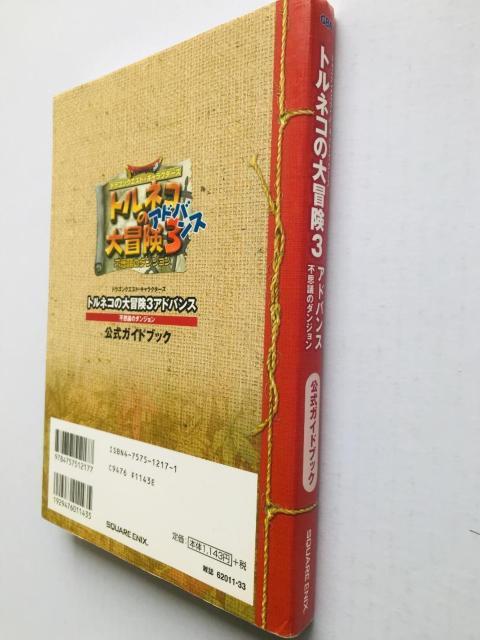 ドラゴンクエスト・キャラクターズ
トルネコの
大冒険3
アドバンス
不思議のダンジョン
ドラゴンクエスト・キャラクターズ
トルネコの大冒険3アドバンス
不思議のダンジョン
公式ガイドブック
9784757512177
1929476011435
ISBN4-7575-1217-1
C9476 ¥1143E
SQUARE ENIX.
定価: 本体1,143円 +税
雑誌 62011-33
GBA
トルネコの大冒険3 アドバンス
不思議のダンジョン
公式ガイドブック
SQUARE ENIX.